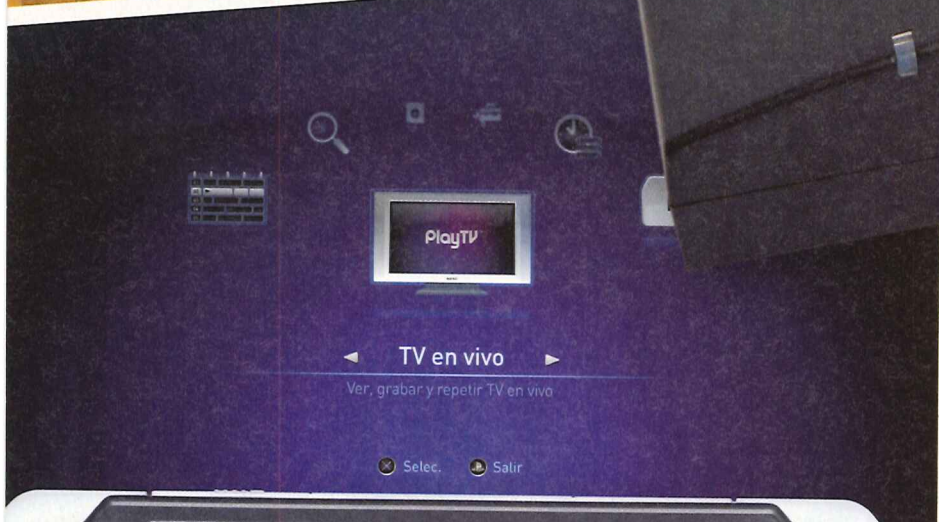 PlayTV
TV en vivo
Ver, grabar y repetir TV en vivo
Selec.
Salir